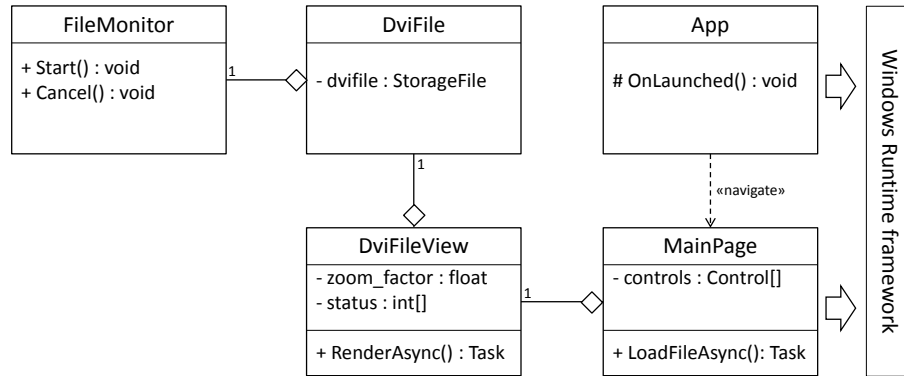 FileMonitor
+ Start() : void
+ Cancel() : void
1
DviFile
- dvifile : StorageFile
1
App
# OnLaunched() : void
«navigate»
Windows Runtime framework
DviFileView
- zoom_factor : float
- status : int[]
+ RenderAsync() : Task
1
MainPage
- controls : Control[]
+ LoadFileAsync(): Task